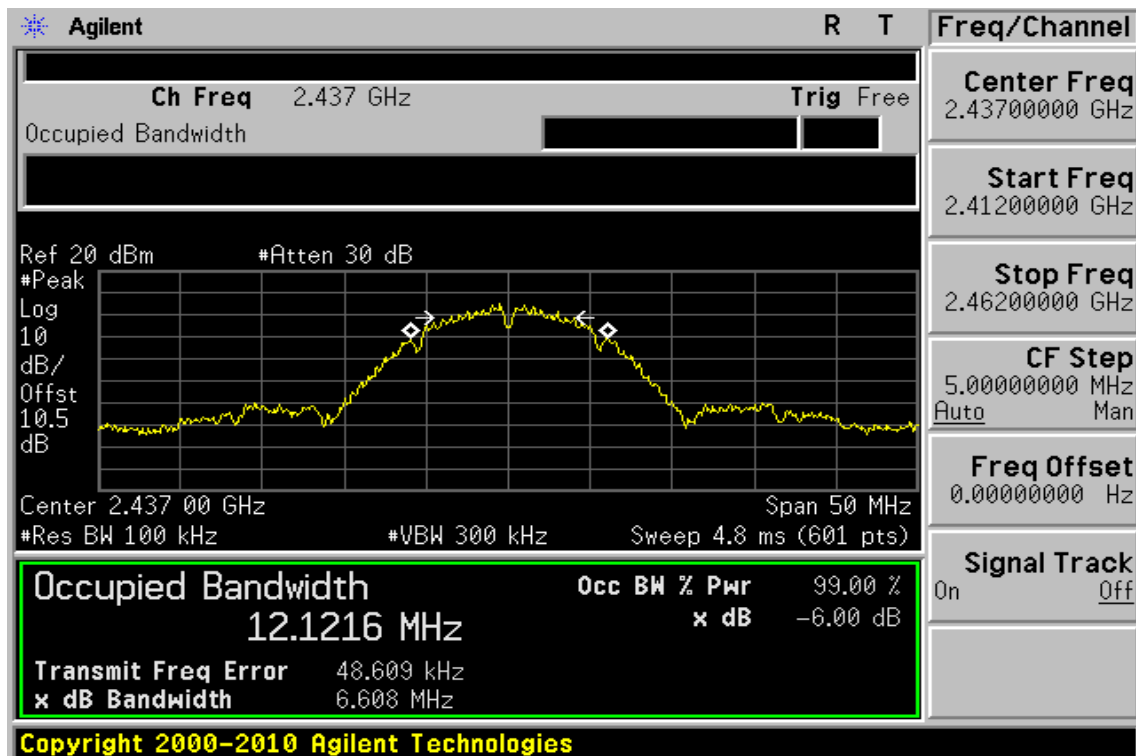 Agilent R T
Ch Freq 2.437 GHz Trig Free
Occupied Bandwidth
Ref 20 dBm #Atten 30 dB
#Peak
Log
10
dB/
Offst
10.5
dB
Center 2.437 00 GHz Span 50 MHz
#Res BW 100 kHz #VBW 300 kHz Sweep 4.8 ms (601 pts)
Occupied Bandwidth
12.1216 MHz
Occ BW % Pwr 99.00 %
x dB -6.00 dB
Transmit Freq Error 48.609 kHz
x dB Bandwidth 6.608 MHz
Copyright 2000-2010 Agilent Technologies
Freq/Channel
Center Freq
2.43700000 GHz
Start Freq
2.41200000 GHz
Stop Freq
2.46200000 GHz
CF Step
5.00000000 MHz
Auto Man
Freq Offset
0.00000000 Hz
Signal Track
On Off